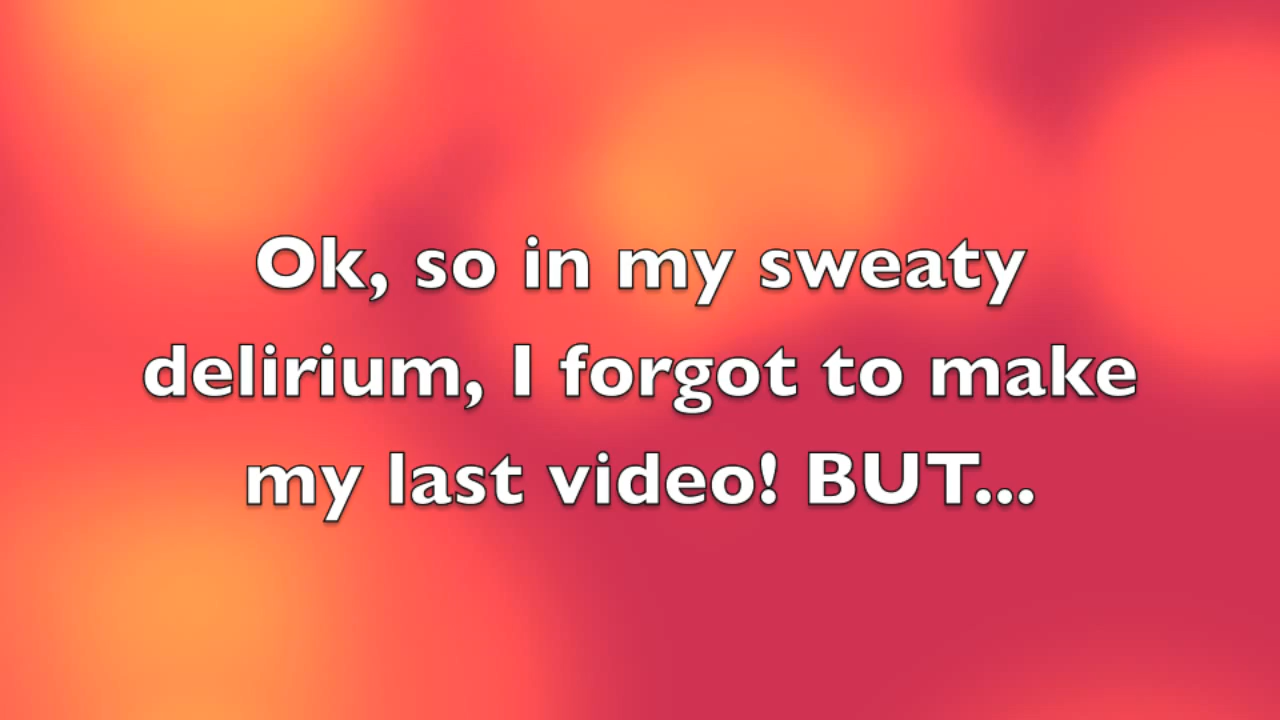 Ok, so in my sweaty
delirium, I forgot to make
my last video! BUT...